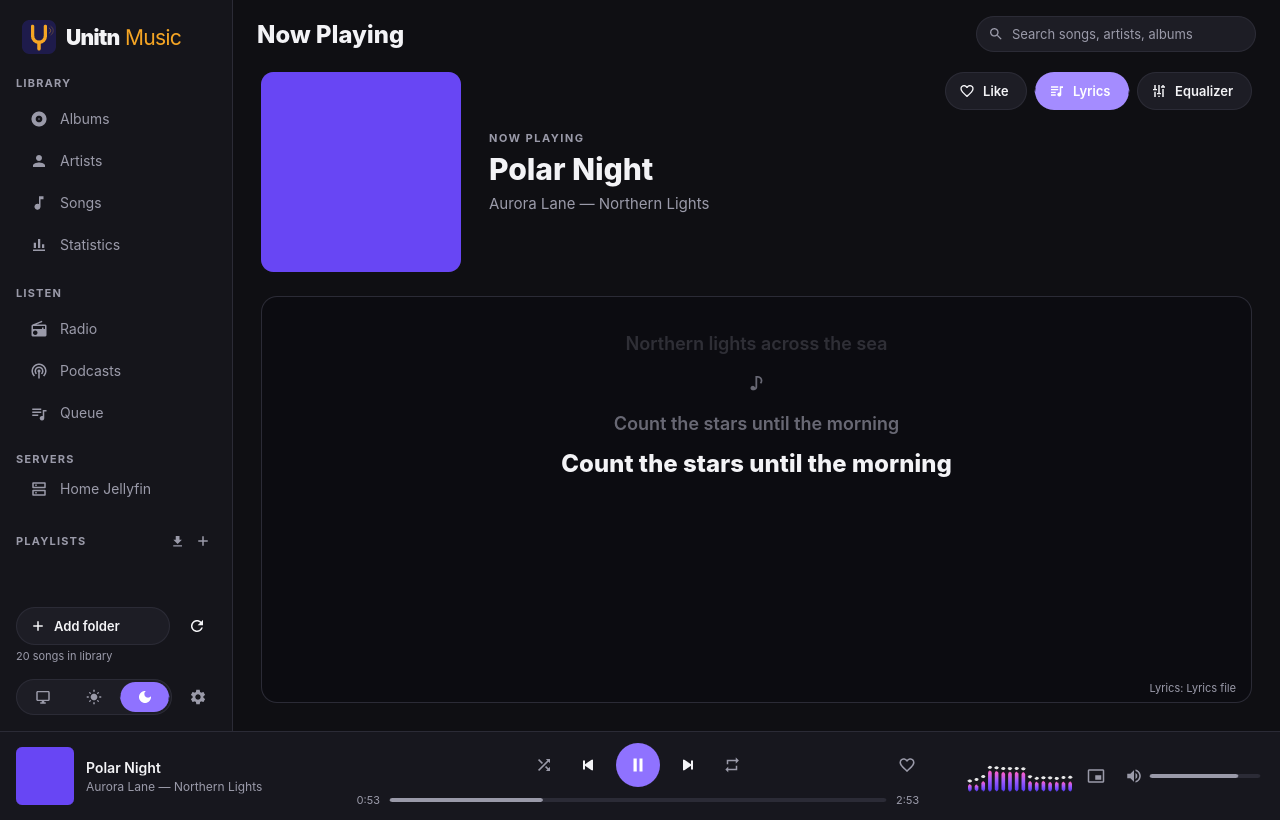 Unitn Music
LIBRARY
Albums
Artists
Songs
Statistics
LISTEN
Radio
Podcasts
Queue
SERVERS
Home Jellyfin
PLAYLISTS
Add folder
20 songs in library
Now Playing
Search songs, artists, albums
Like
Lyrics
Equalizer
NOW PLAYING
Polar Night
Aurora Lane — Northern Lights
Northern lights across the sea
Count the stars until the morning
Count the stars until the morning
Lyrics: Lyrics file
Polar Night
Aurora Lane — Northern Lights
0:53
2:53